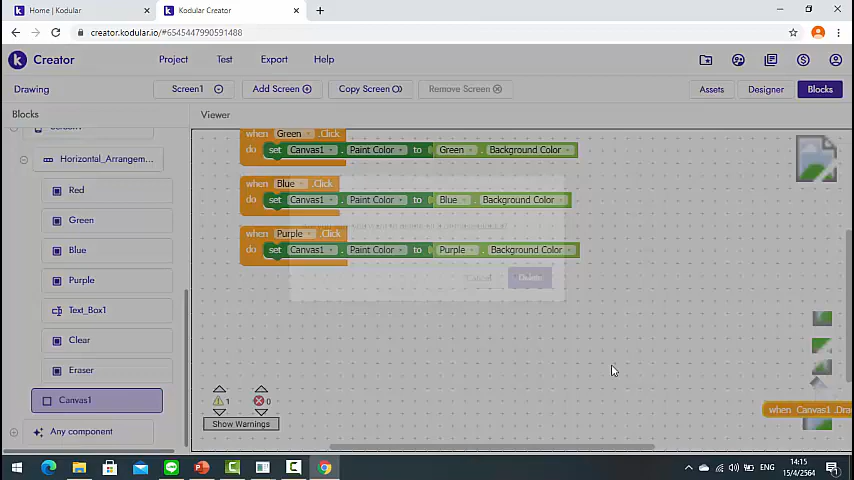 Home | Kodular
Kodular Creator
creator.kodular.io/#6545447990591488
Creator
Project
Test
Export
Help
Drawing
Screen1
Add Screen
Copy Screen
Remove Screen
Assets
Designer
Blocks
Blocks
Viewer
Horizontal_Arrangeme...
Red
Green
Blue
Purple
Text_Box1
Clear
Eraser
Canvas1
Any component
when Green .Click
do set Canvas1 . Paint Color to Green . Background Color
when Blue .Click
do set Canvas1 . Paint Color to Blue . Background Color
when Purple .Click
do set Canvas1 . Paint Color to Purple . Background Color
Cancel
Delete
when Canvas1 .Dra
1
0
Show Warnings
ENG
14:15
15/4/2564